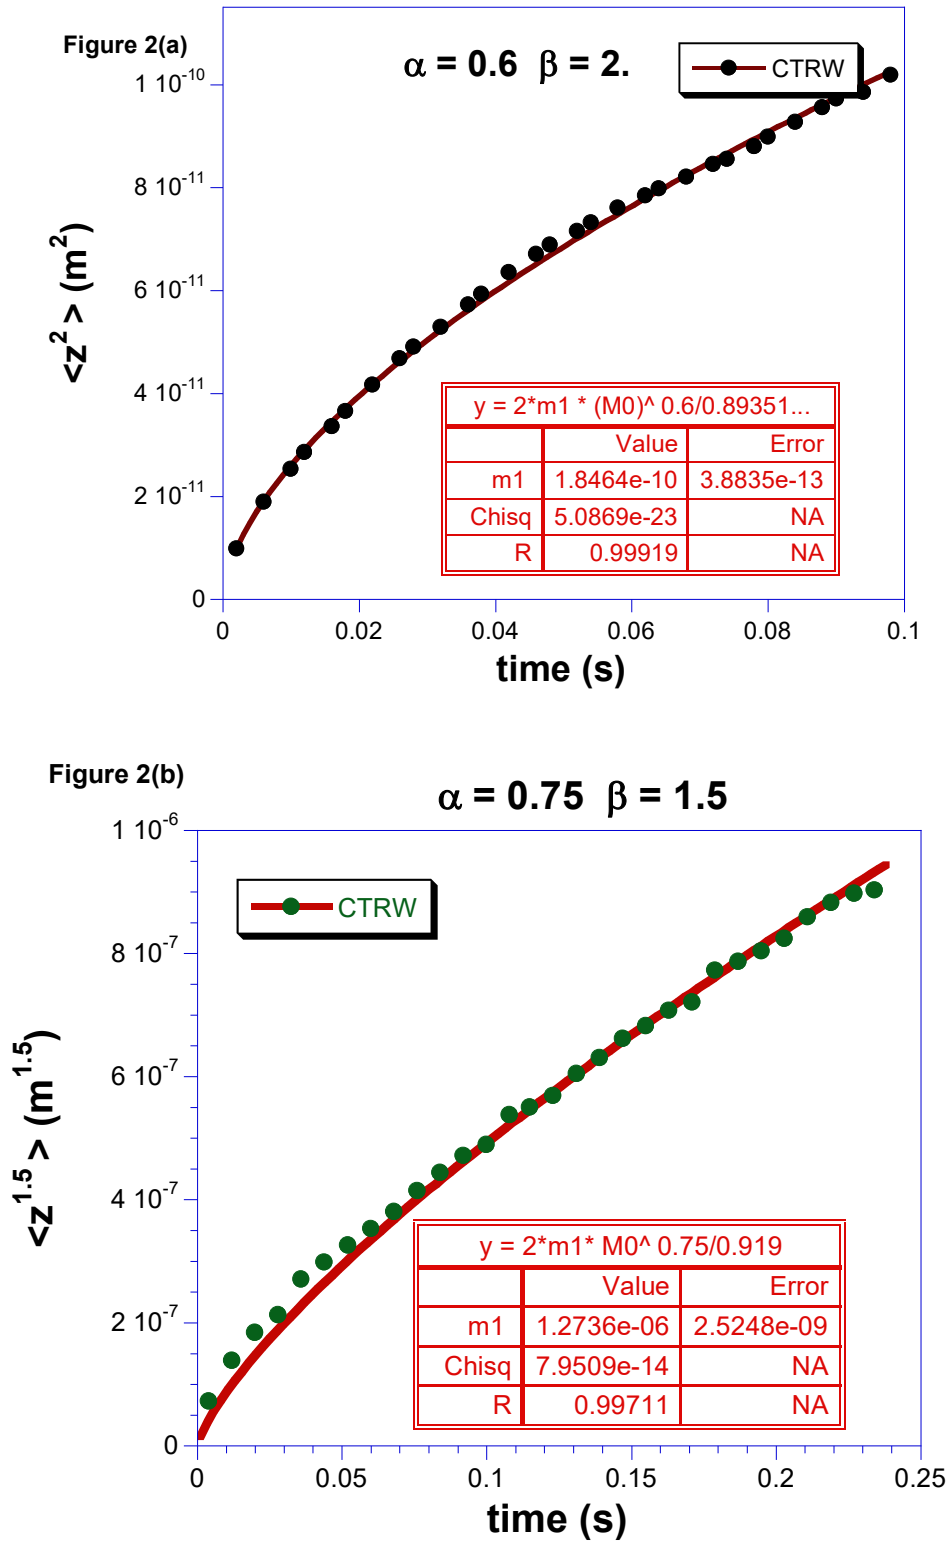 Figure 2(a)
α = 0.6 β = 2.
CTRW
1 10-10
8 10-11
6 10-11
4 10-11
2 10-11
0
<z2 > (m2)
y = 2*m1 * (M0)^ 0.6/0.89351...
Value Error
m1 1.8464e-10 3.8835e-13
Chisq 5.0869e-23 NA
R 0.99919 NA
0 0.02 0.04 0.06 0.08 0.1
time (s)
Figure 2(b)
α = 0.75 β = 1.5
1 10-6
CTRW
8 10-7
6 10-7
4 10-7
2 10-7
0
<z1.5 > (m1.5)
y = 2*m1* M0^ 0.75/0.919
Value Error
m1 1.2736e-06 2.5248e-09
Chisq 7.9509e-14 NA
R 0.99711 NA
0 0.05 0.1 0.15 0.2 0.25
time (s)